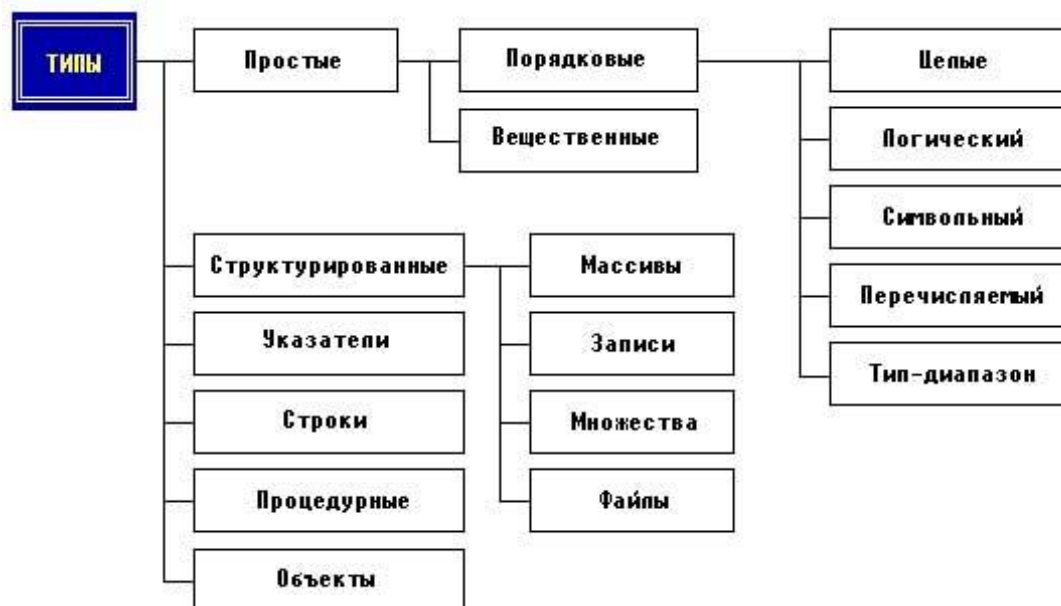 ТИПЫ
Простые
Порядковые
Целые
Вещественные
Логический
Символьный
Структурированные
Массивы
Перечисляемый
Указатели
Записи
Тип-диапазон
Строки
Множества
Процедурные
Файлы
Объекты